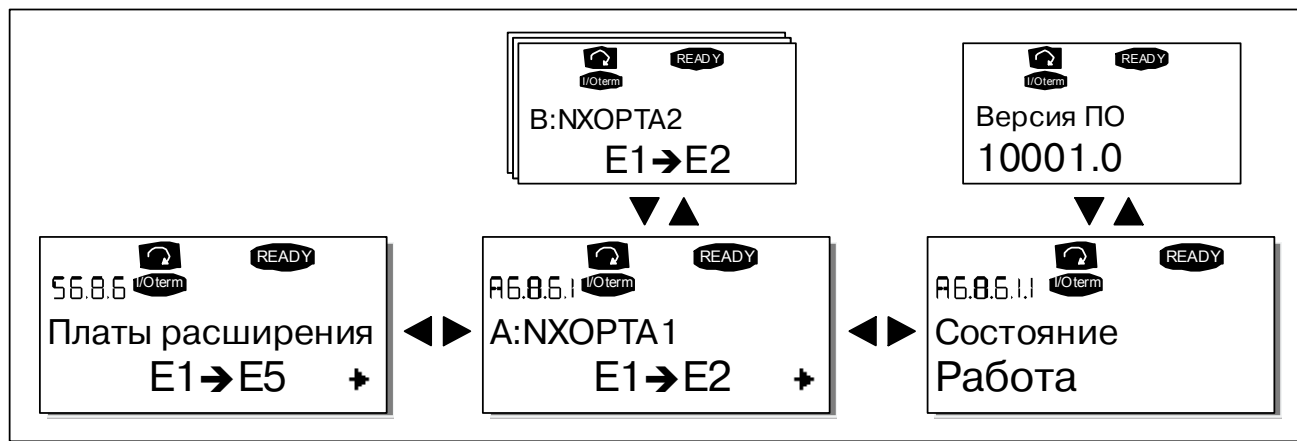 READY
I/Oterm
B:NXOPTA2
E1➔E2
READY
I/Oterm
Версия ПО
10001.0
READY
S6.8.6 I/Oterm
Платы расширения
E1➔E5
READY
A6.8.6.1 I/Oterm
A:NXOPTA1
E1➔E2
READY
A6.8.6.1.1 I/Oterm
Состояние
Работа